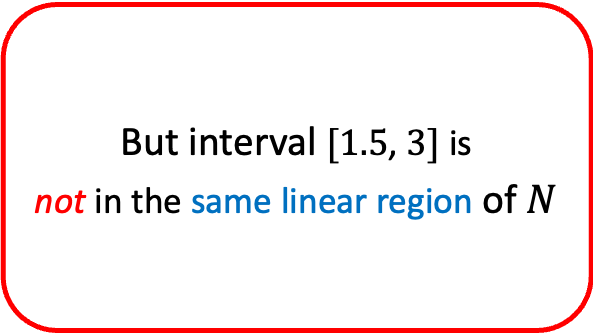 But interval [1.5, 3] is
not in the same linear region of N